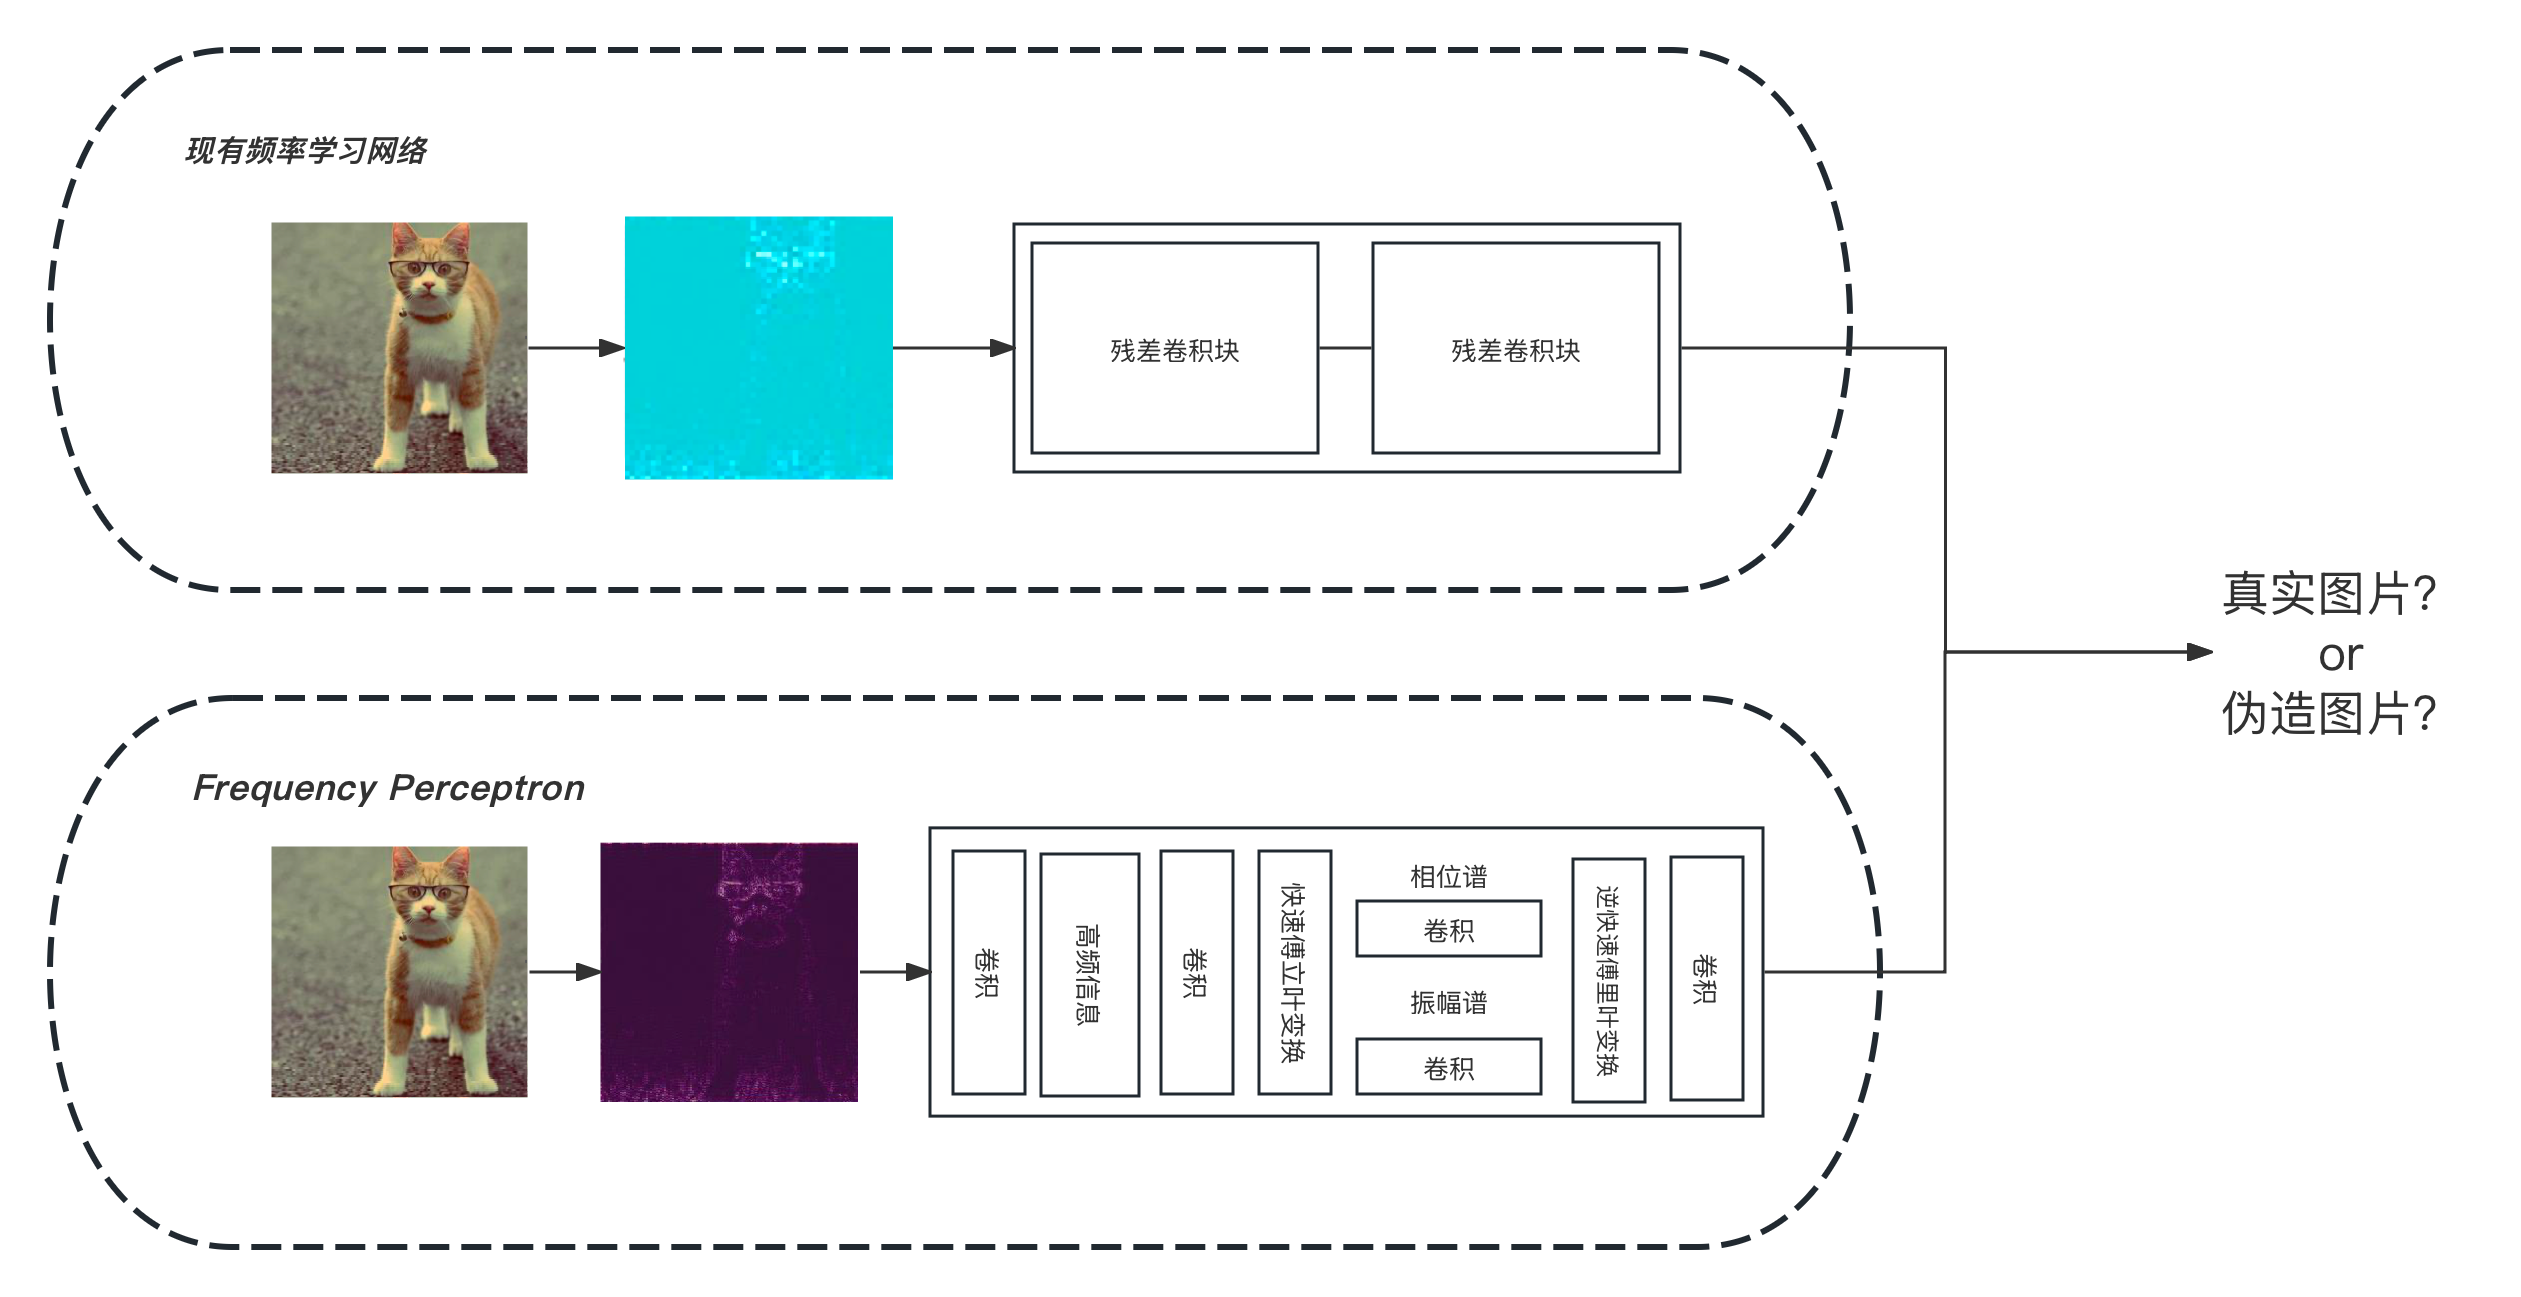 现有频率学习网络
残差卷积块
残差卷积块
真实图片?
or
伪造图片?
Frequency Perceptron
卷积
高频信息
卷积
快速傅立叶变换
相位谱
卷积
振幅谱
卷积
逆快速傅里叶变换
卷积